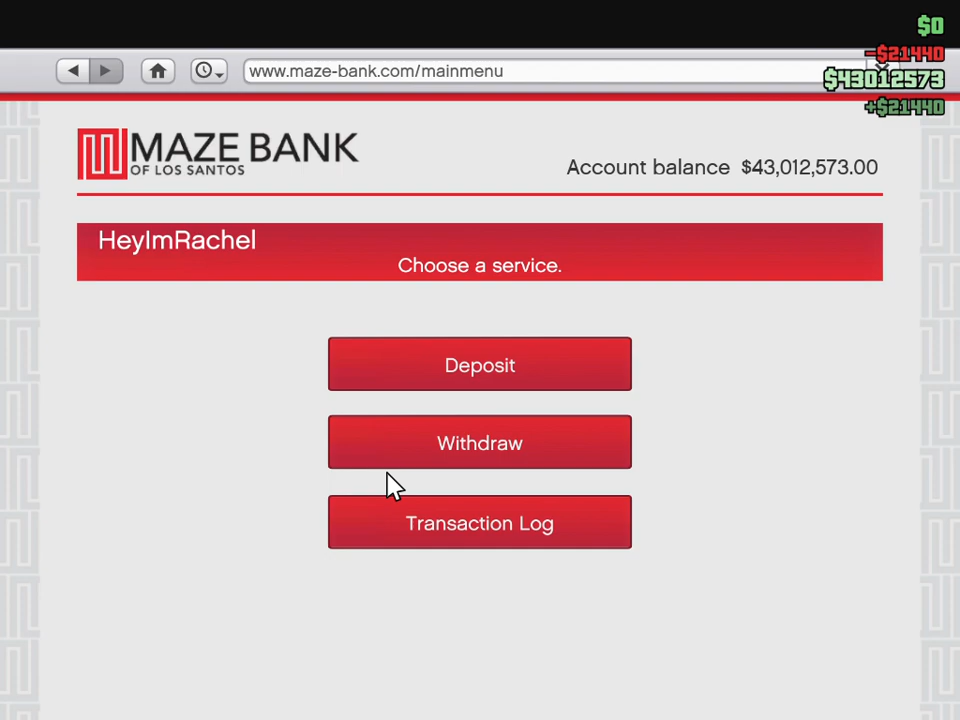 $0
-$21440
www.maze-bank.com/mainmenu
$43012573
+$21440
MAZE BANK
OF LOS SANTOS
Account balance $43,012,573.00
HeyImRachel
Choose a service.
Deposit
Withdraw
Transaction Log